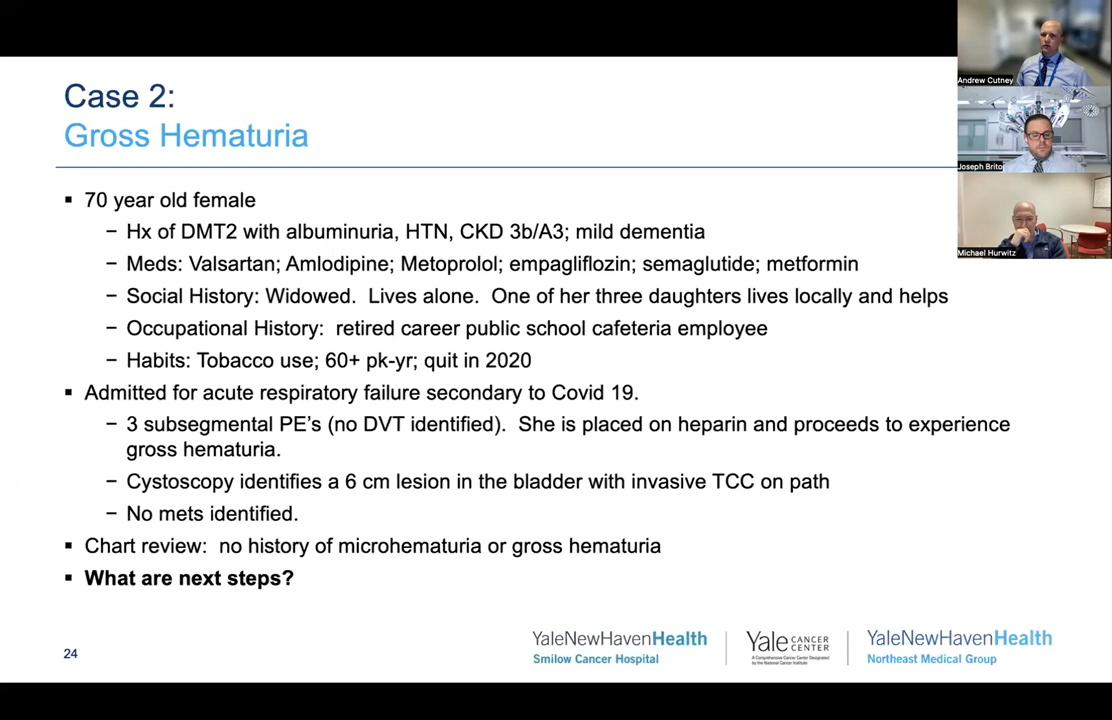 Case 2:
Gross Hematuria
▪ 70 year old female
− Hx of DMT2 with albuminuria, HTN, CKD 3b/A3; mild dementia
− Meds: Valsartan; Amlodipine; Metoprolol; empagliflozin; semaglutide; metformin
− Social History: Widowed. Lives alone. One of her three daughters lives locally and helps
− Occupational History: retired career public school cafeteria employee
− Habits: Tobacco use; 60+ pk-yr; quit in 2020
▪ Admitted for acute respiratory failure secondary to Covid 19.
− 3 subsegmental PE's (no DVT identified). She is placed on heparin and proceeds to experience
gross hematuria.
− Cystoscopy identifies a 6 cm lesion in the bladder with invasive TCC on path
− No mets identified.
▪ Chart review: no history of microhematuria or gross hematuria
▪ What are next steps?
24
YaleNewHavenHealth
Smilow Cancer Hospital
Yale CANCER
CENTER
A Comprehensive Cancer Center Designated
by the National Cancer Institute
YaleNewHavenHealth
Northeast Medical Group
Andrew Cutney
Joseph Brito
Michael Hurwitz